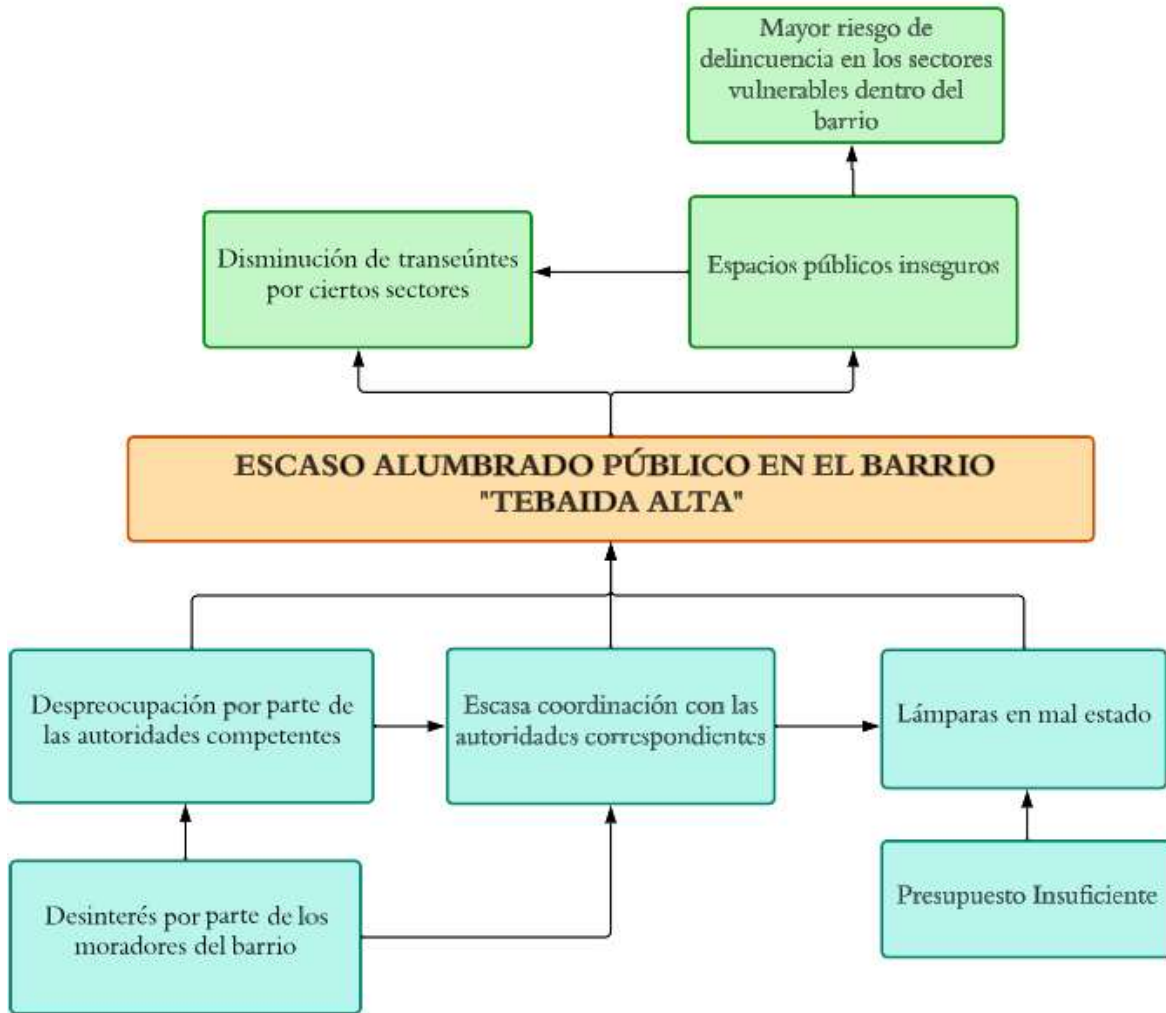 Mayor riesgo de
delincuencia en los sectores
vulnerables dentro del
barrio
Disminución de transeúntes
por ciertos sectores
Espacios públicos inseguros
ESCASO ALUMBRADO PÚBLICO EN EL BARRIO
"TEBAIDA ALTA"
Despreocupación por parte de
las autoridades competentes
Escasa coordinación con las
autoridades correspondientes
Lámparas en mal estado
Desinterés por parte de los
moradores del barrio
Presupuesto Insuficiente